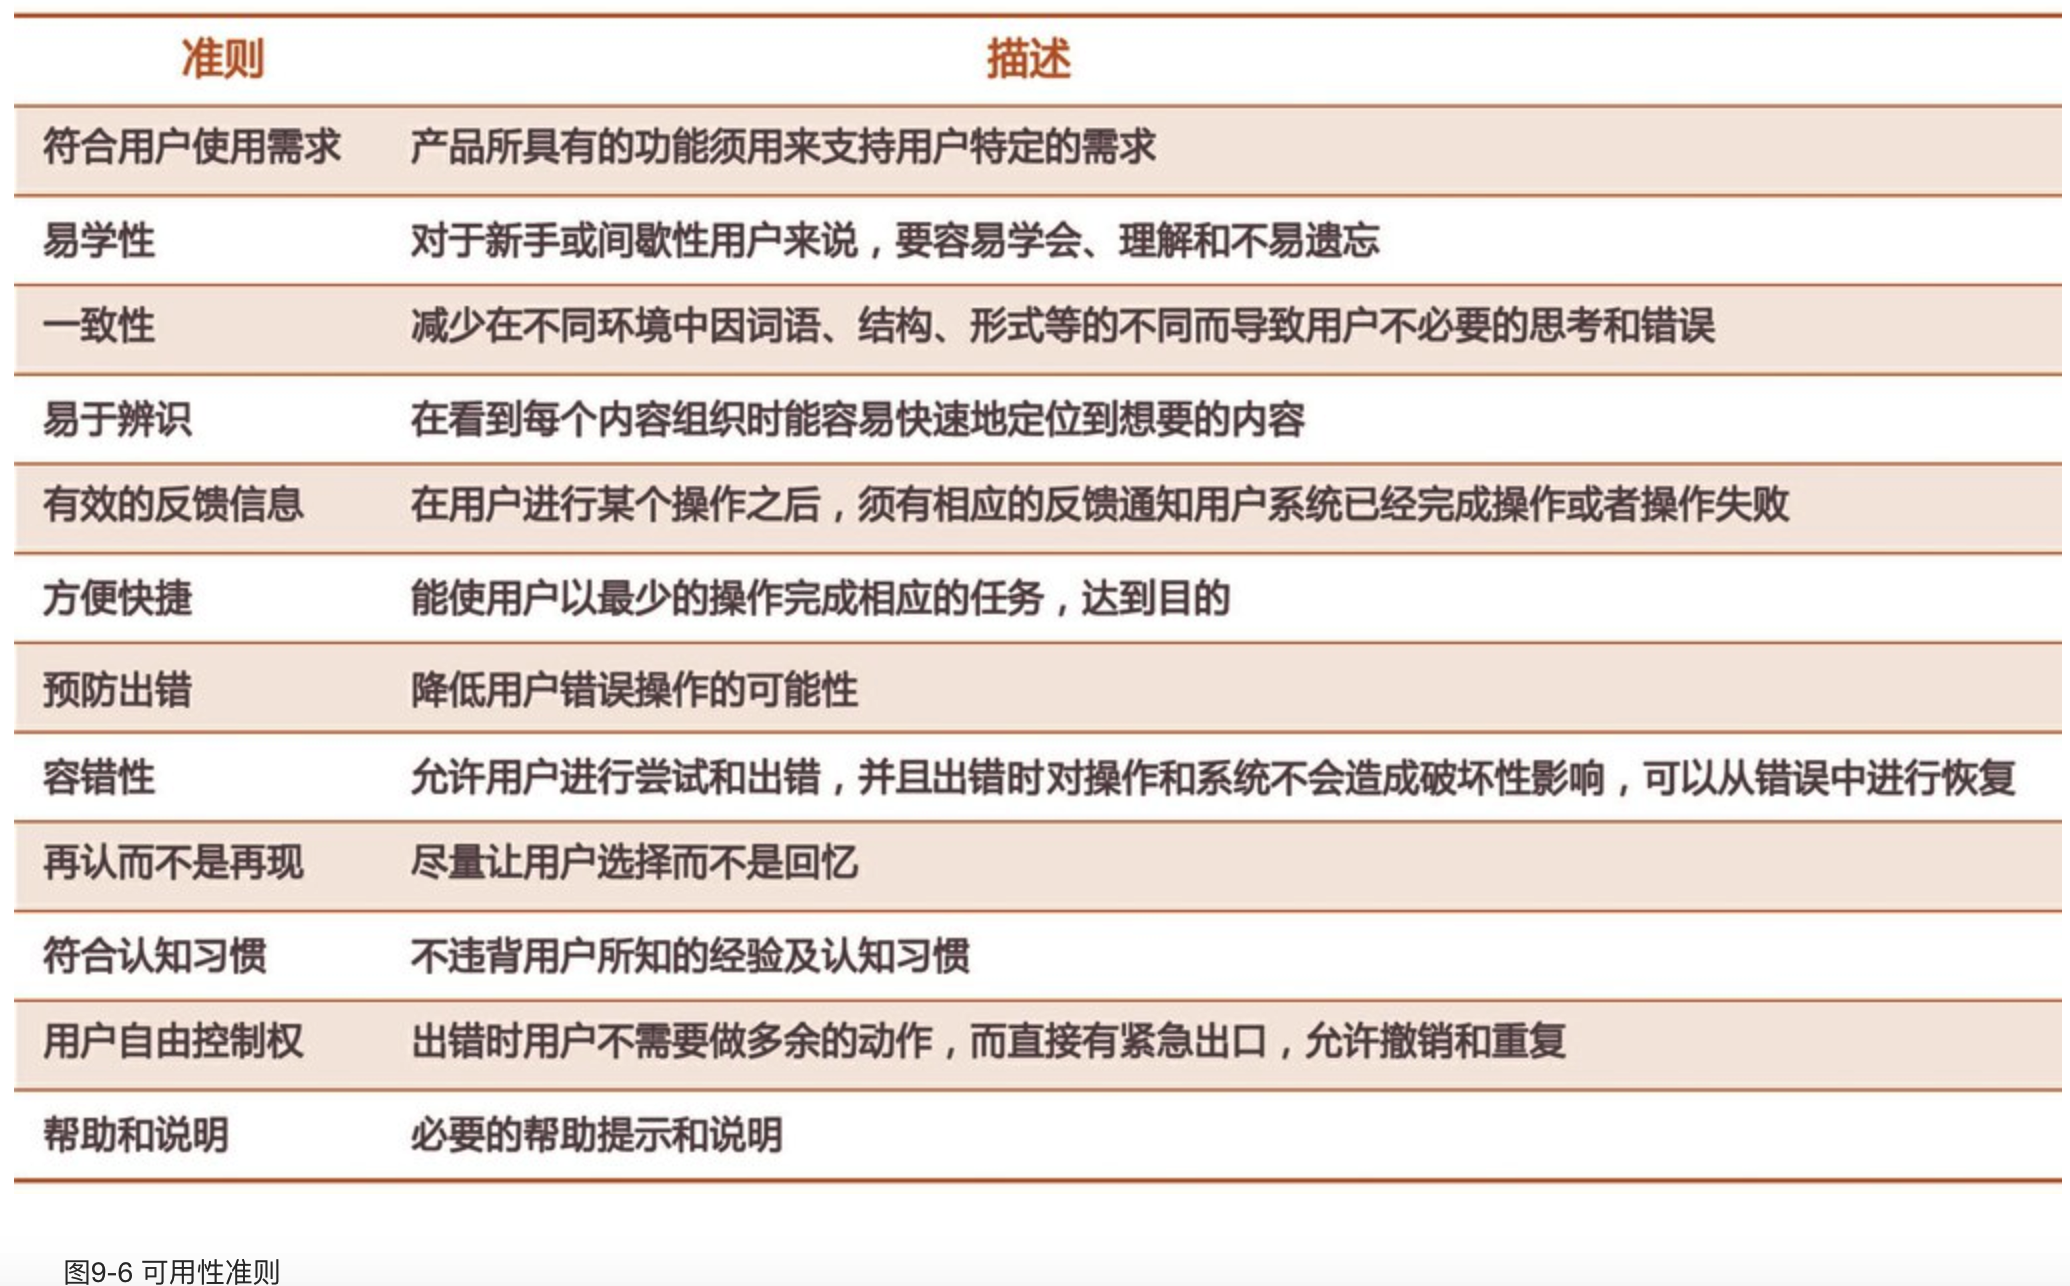 准则 描述
符合用户使用需求 产品所具有的功能须用来支持用户特定的需求
易学性 对于新手或间歇性用户来说，要容易学会、理解和不易遗忘
一致性 减少在不同环境中因词语、结构、形式等的不同而导致用户不必要的思考和错误
易于辨识 在看到每个内容组织时能容易快速地定位到想要的内容
有效的反馈信息 在用户进行某个操作之后，须有相应的反馈通知用户系统已经完成操作或者操作失败
方便快捷 能使用户以最少的操作完成相应的任务，达到目的
预防出错 降低用户错误操作的可能性
容错性 允许用户进行尝试和出错，并且出错时对操作和系统不会造成破坏性影响，可以从错误中进行恢复
再认而不是再现 尽量让用户选择而不是回忆
符合认知习惯 不违背用户所知的经验及认知习惯
用户自由控制权 出错时用户不需要做多余的动作，而直接有紧急出口，允许撤销和重复
帮助和说明 必要的帮助提示和说明
图9-6 可用性准则